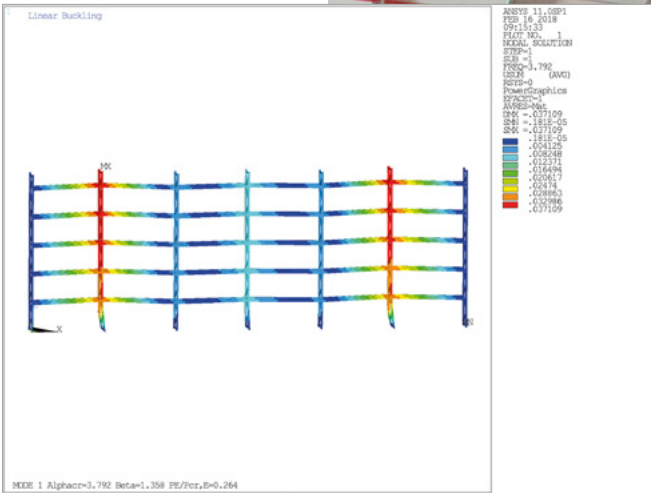 Linear Buckling
ANSYS 11.0SP1
FEB 16 2018
09:15:33
PLOT NO. 1
NODAL SOLUTION
STEP=1
SUB =1
FREQ=3.792
USUM (AVG)
RSYS=0
PowerGraphics
EFACET=1
AVRES=Mat
DMX =.037109
SMN =.181E-05
SMX =.037109
.181E-05
.004125
.008248
.012371
.016494
.020617
.02474
.028863
.032986
.037109
MX
X
MODE 1 Alphacr=3.792 Beta=1.358 PE/Pcr,E=0.264